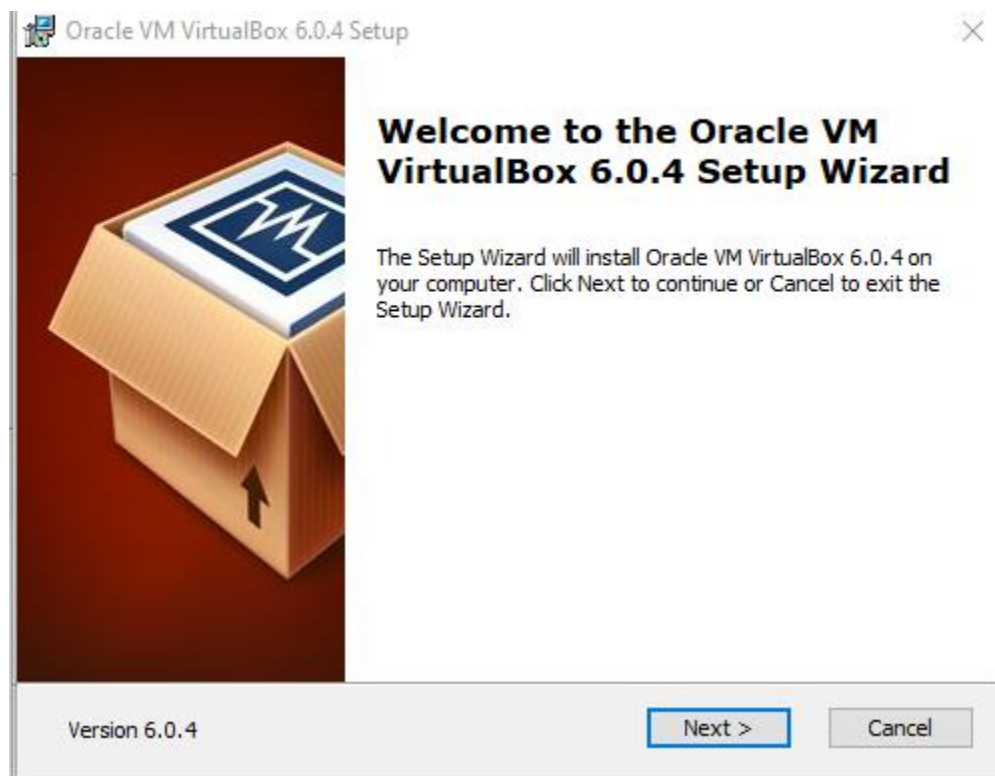 Oracle VM VirtualBox 6.0.4 Setup
Welcome to the Oracle VM
VirtualBox 6.0.4 Setup Wizard
The Setup Wizard will install Oracle VM VirtualBox 6.0.4 on
your computer. Click Next to continue or Cancel to exit the
Setup Wizard.
Version 6.0.4
Next >
Cancel